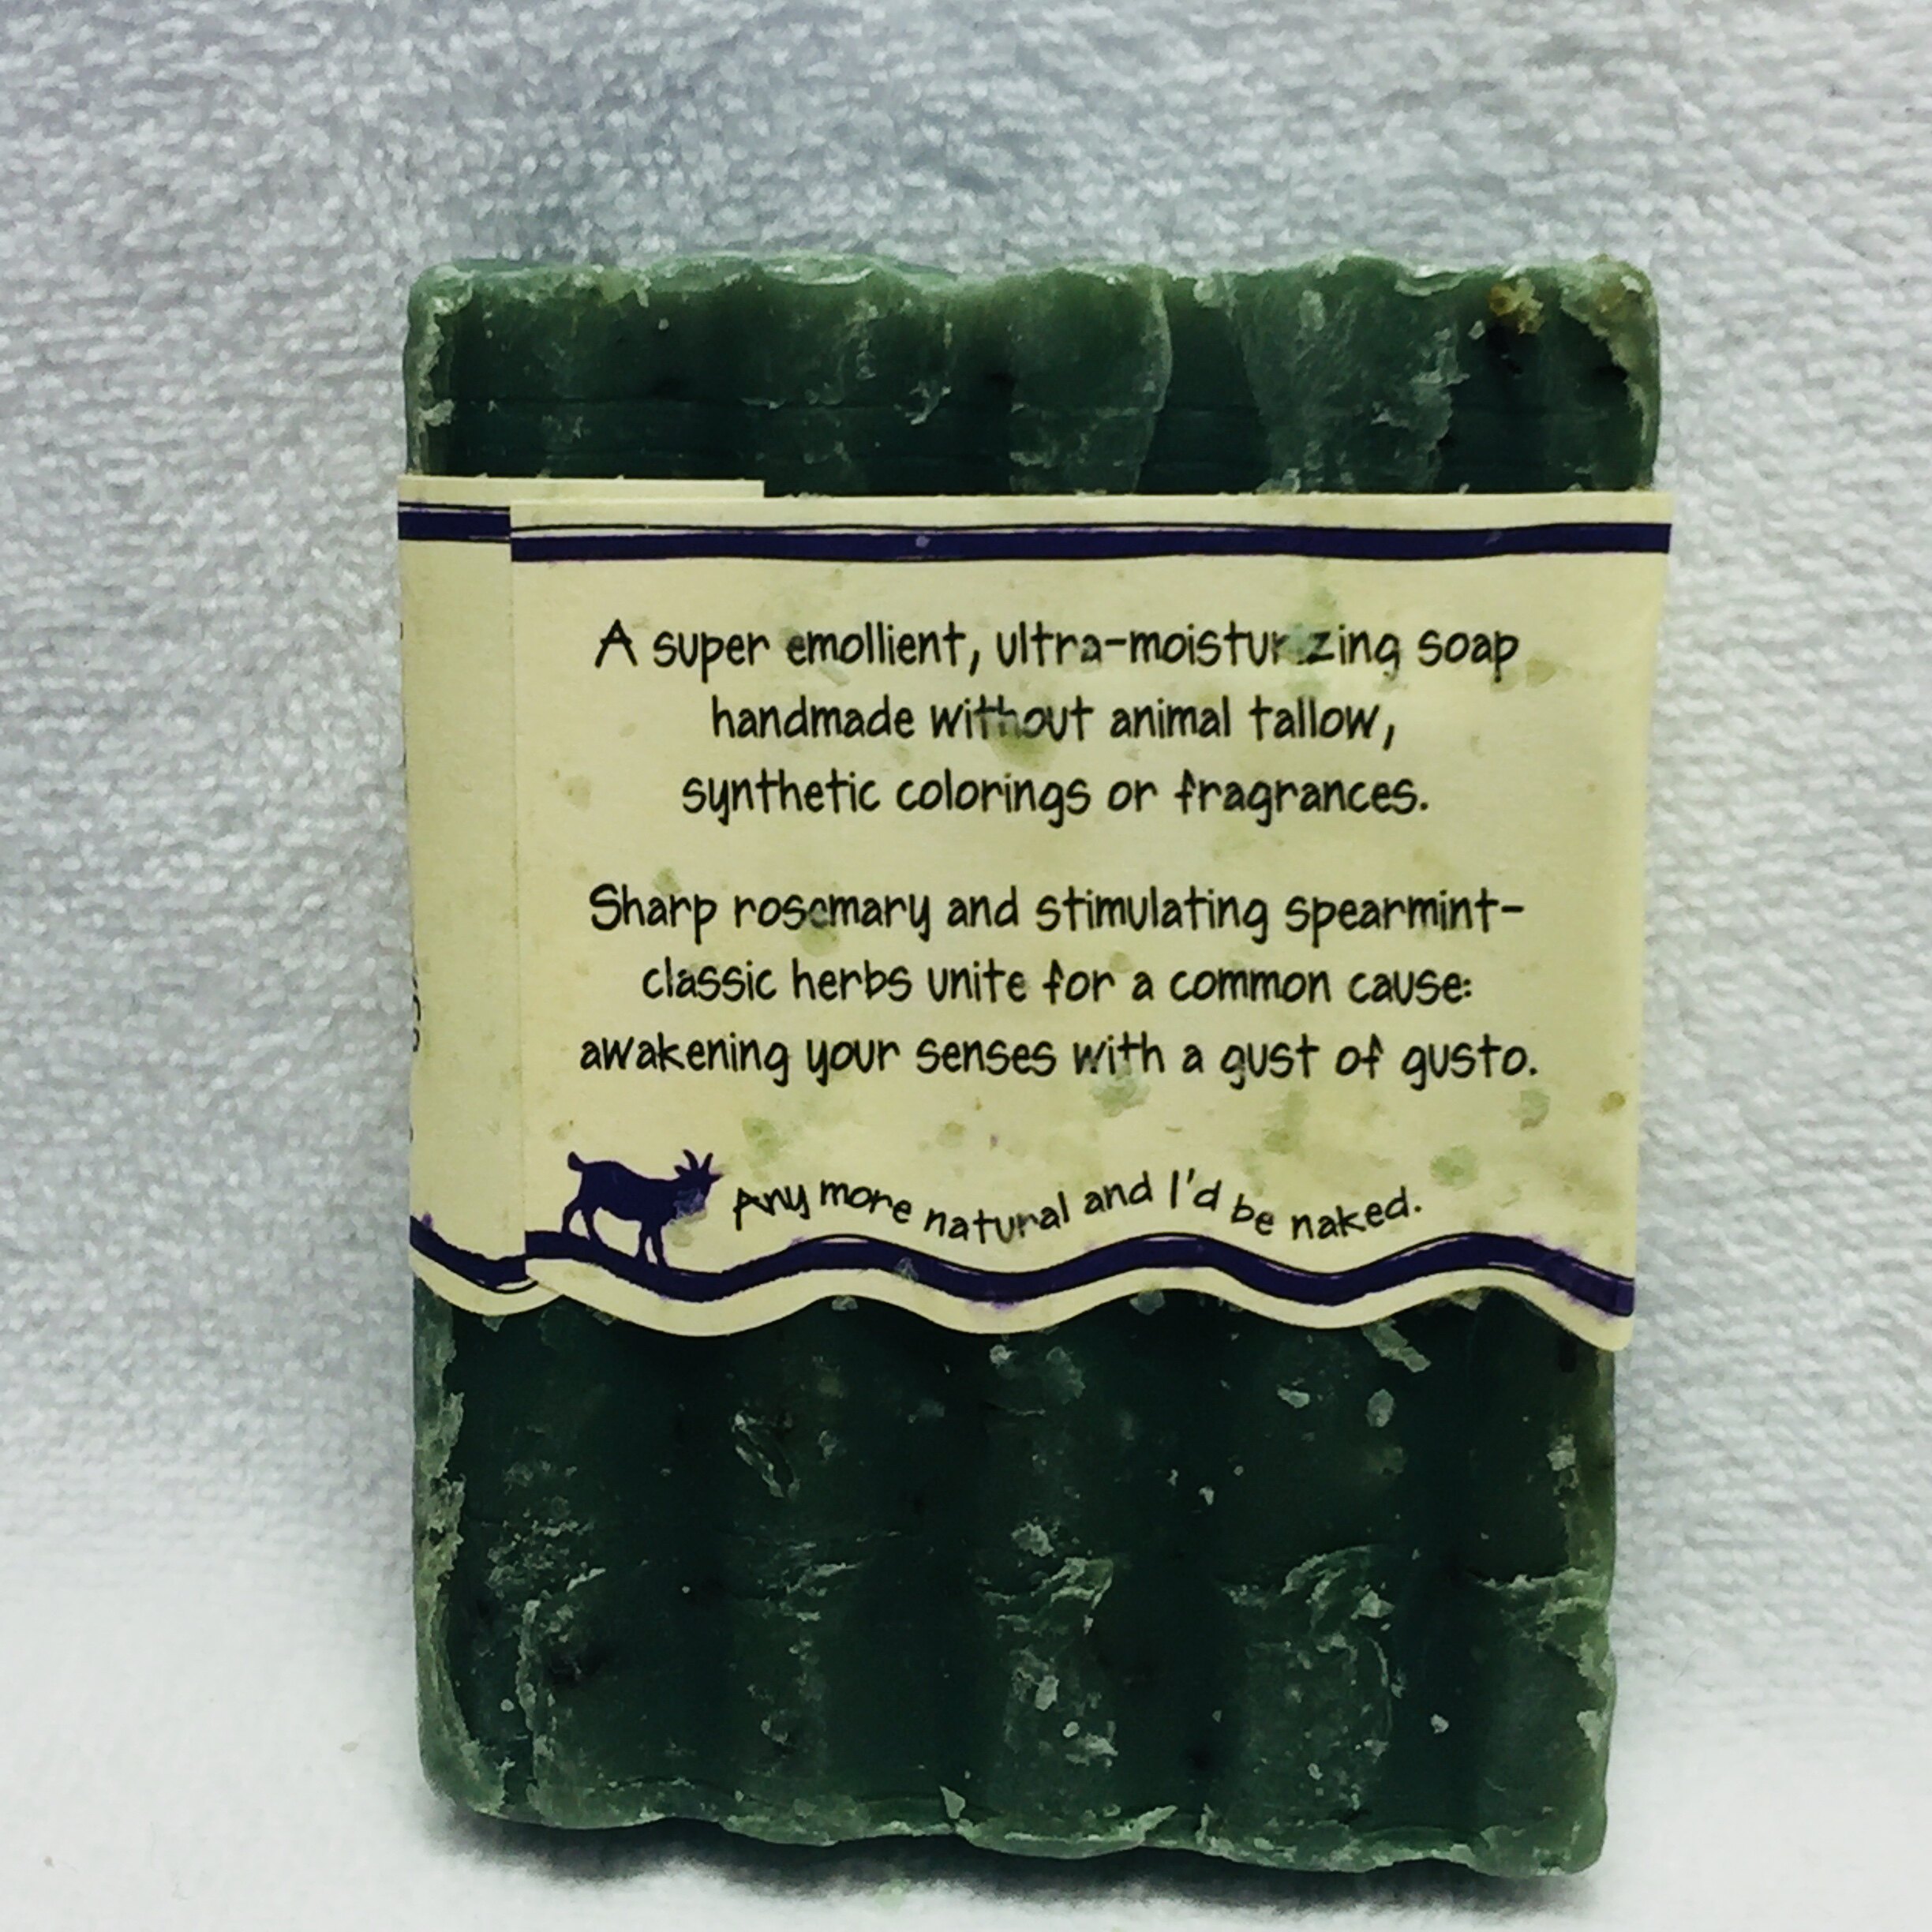 A super emollient, ultra-moisturizing soap
handmade without animal tallow,
synthetic colorings or fragrances.
Sharp rosemary and stimulating spearmint-
classic herbs unite for a common cause:
awakening your senses with a gust of gusto.
Any more natural and I'd be naked.